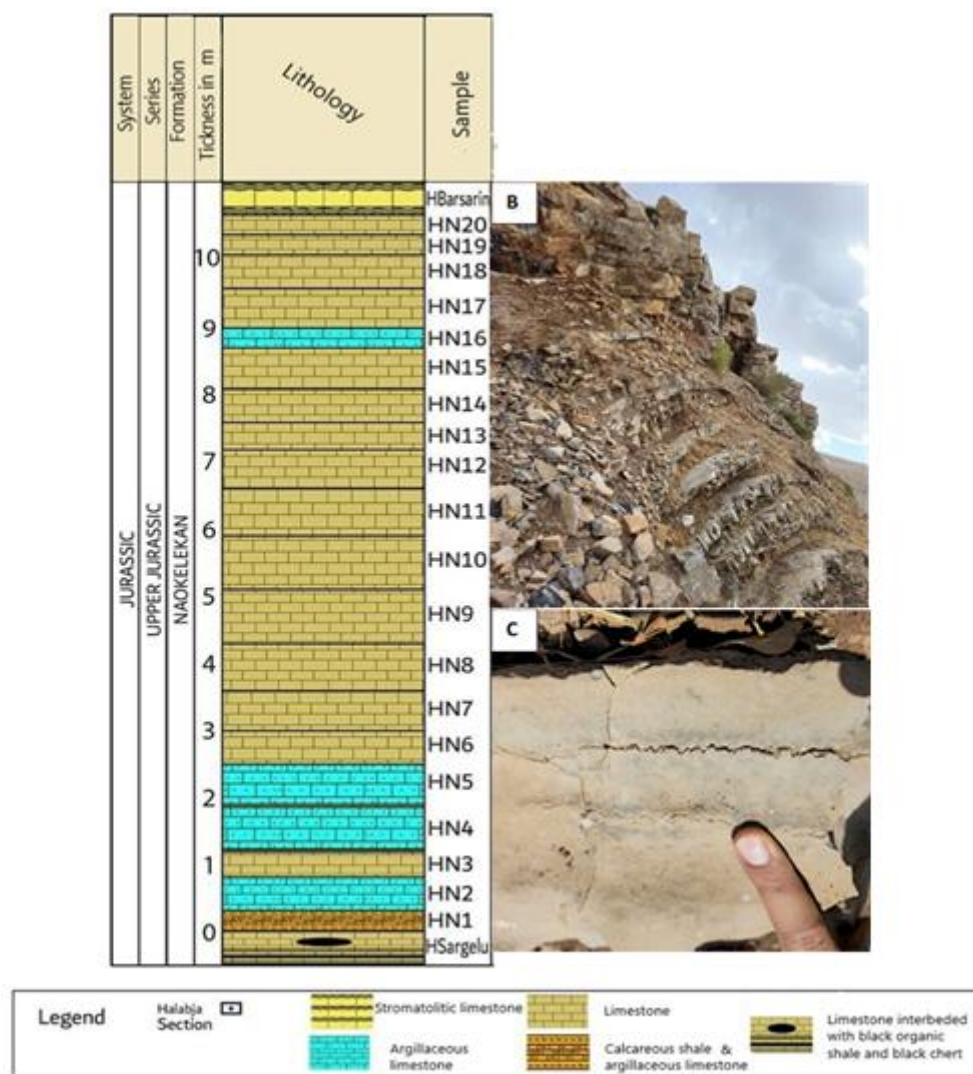 System
Series
Formation
Tickness in m
Lithology
Sample
JURASSIC
UPPER JURASSIC
NAOKELEKAN
10
9
8
7
6
5
4
3
2
1
0
HBarsarin
HN20
HN19
HN18
HN17
HN16
HN15
HN14
HN13
HN12
HN11
HN10
HN9
HN8
HN7
HN6
HN5
HN4
HN3
HN2
HN1
HSargelu
B
C
Legend
Halabja
Section
Stromatolitic limestone
Argillaceous
limestone
Limestone
Calcareous shale &
argillaceous limestone
Limestone interbeded
with black organic
shale and black chert